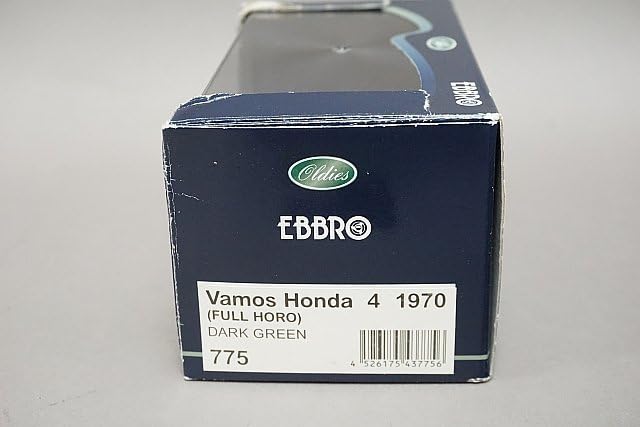 EBBRO
Oldies
EBBRO
Vamos Honda 4 1970
(FULL HORO)
DARK GREEN
775
4 526175 437756